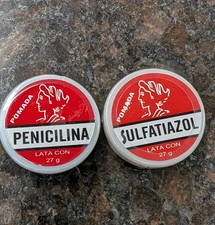 POMADA
PENICILINA
LATA CON
27 g
POMADA
SULFATIAZOL
LATA CON
27 g